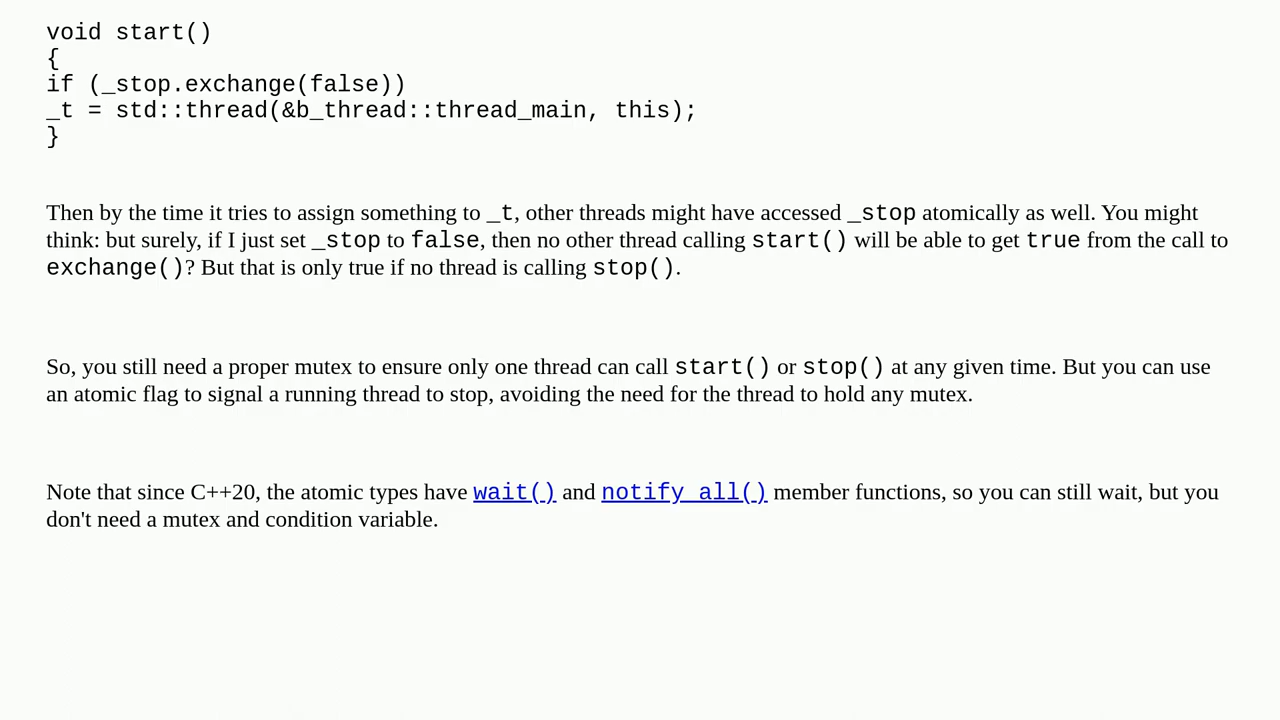 void start()
{
if (_stop.exchange(false))
_t = std::thread(&b_thread::thread_main, this);
}
Then by the time it tries to assign something to _t, other threads might have accessed _stop atomically as well. You might
think: but surely, if I just set _stop to false, then no other thread calling start() will be able to get true from the call to
exchange()? But that is only true if no thread is calling stop().
So, you still need a proper mutex to ensure only one thread can call start() or stop() at any given time. But you can use
an atomic flag to signal a running thread to stop, avoiding the need for the thread to hold any mutex.
Note that since C++20, the atomic types have wait() and notify_all() member functions, so you can still wait, but you
don't need a mutex and condition variable.